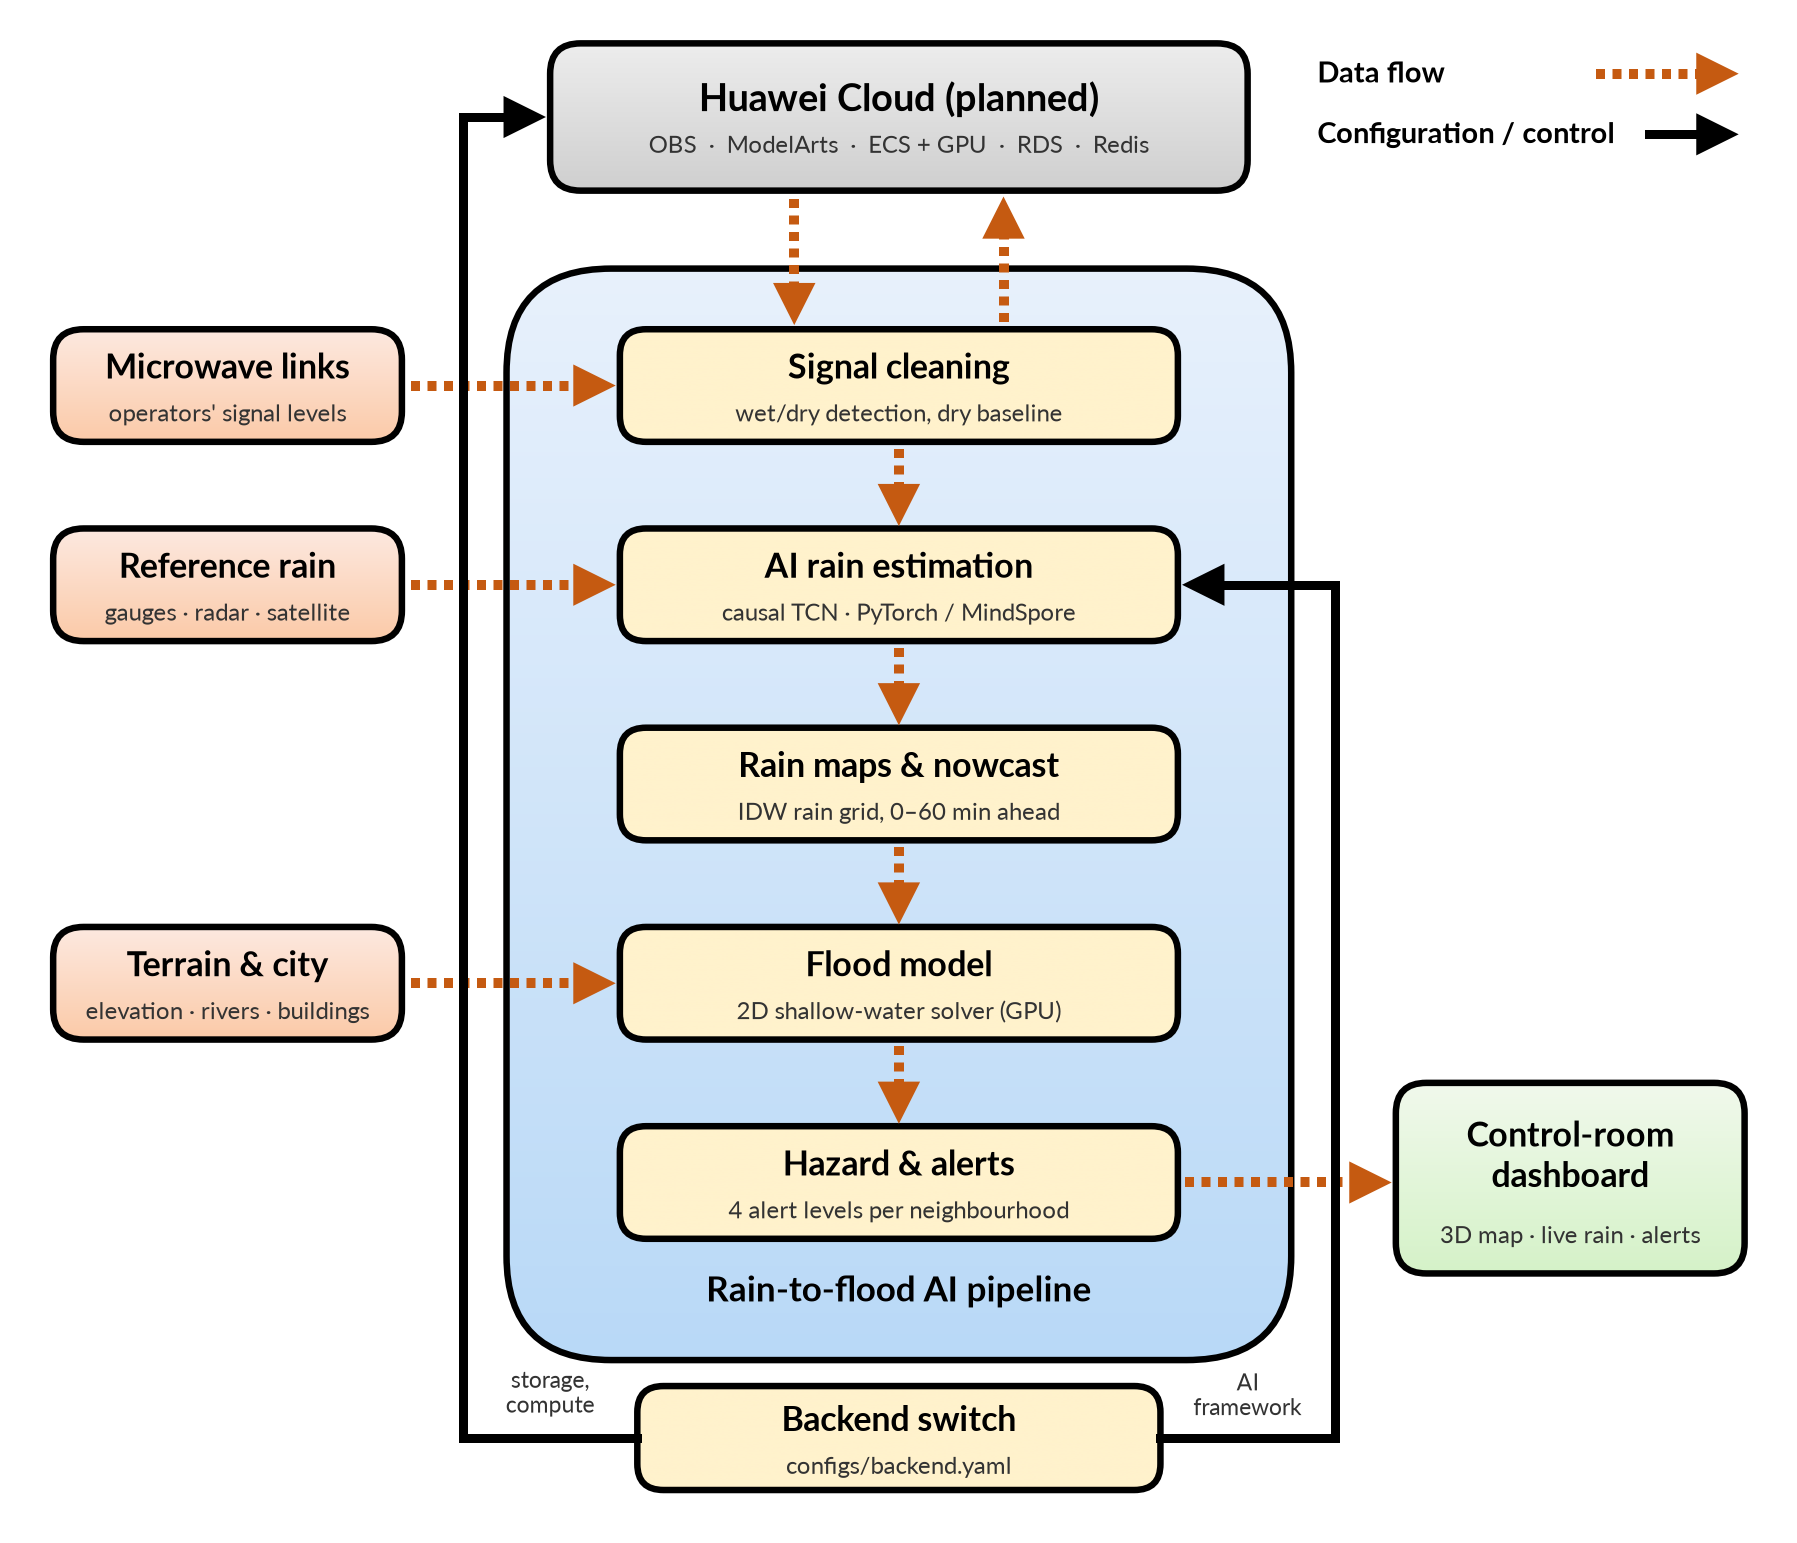 Huawei Cloud (planned)
OBS · ModelArts · ECS + GPU · RDS · Redis
Data flow
Configuration / control
Microwave links
operators' signal levels
Signal cleaning
wet/dry detection, dry baseline
Reference rain
gauges · radar · satellite
AI rain estimation
causal TCN · PyTorch / MindSpore
Rain maps & nowcast
IDW rain grid, 0–60 min ahead
Terrain & city
elevation · rivers · buildings
Flood model
2D shallow-water solver (GPU)
Hazard & alerts
4 alert levels per neighbourhood
Control-room
dashboard
3D map · live rain · alerts
Rain-to-flood AI pipeline
storage,
compute
AI
framework
Backend switch
configs/backend.yaml